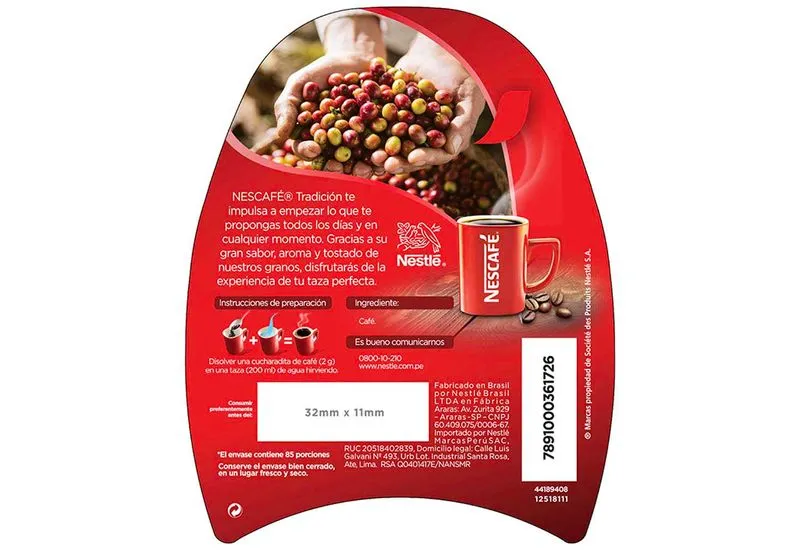 NESCAFÉ® Tradición te
impulsa a empezar lo que te
propongas todos los días y en
cualquier momento. Gracias a su
gran sabor, aroma y tostado de
nuestros granos, disfrutarás de la
experiencia de tu taza perfecta.
Nestlé®
NESCAFÉ®
Instrucciones de preparación
+ =
Disolver una cucharadita de café (2 g)
en una taza (200 ml) de agua hirviendo.
Ingrediente:
Café.
Es bueno comunicarnos
0800-10-210
www.nestle.com.pe
Consumir
preferentemente
antes del:
32mm x 11mm
*El envase contiene 85 porciones
Conserve el envase bien cerrado,
en un lugar fresco y seco.
Fabricado en Brasil
por Nestlé Brasil
LTDA en Fábrica
Araras: Av. Zurita 929
- Araras - SP - CNPJ
60.409.075/0006-67.
Importado por Nestlé
Marcas Perú SAC,
RUC 20518402839, Domicilio legal: Calle Luis
Galvani Nº 493, Urb Lot. Industrial Santa Rosa,
Ate, Lima. RSA Q0401417E/NANSMR
7891000361726
44189408
12518111
® Marcas propiedad de Société des Produits Nestlé S.A.